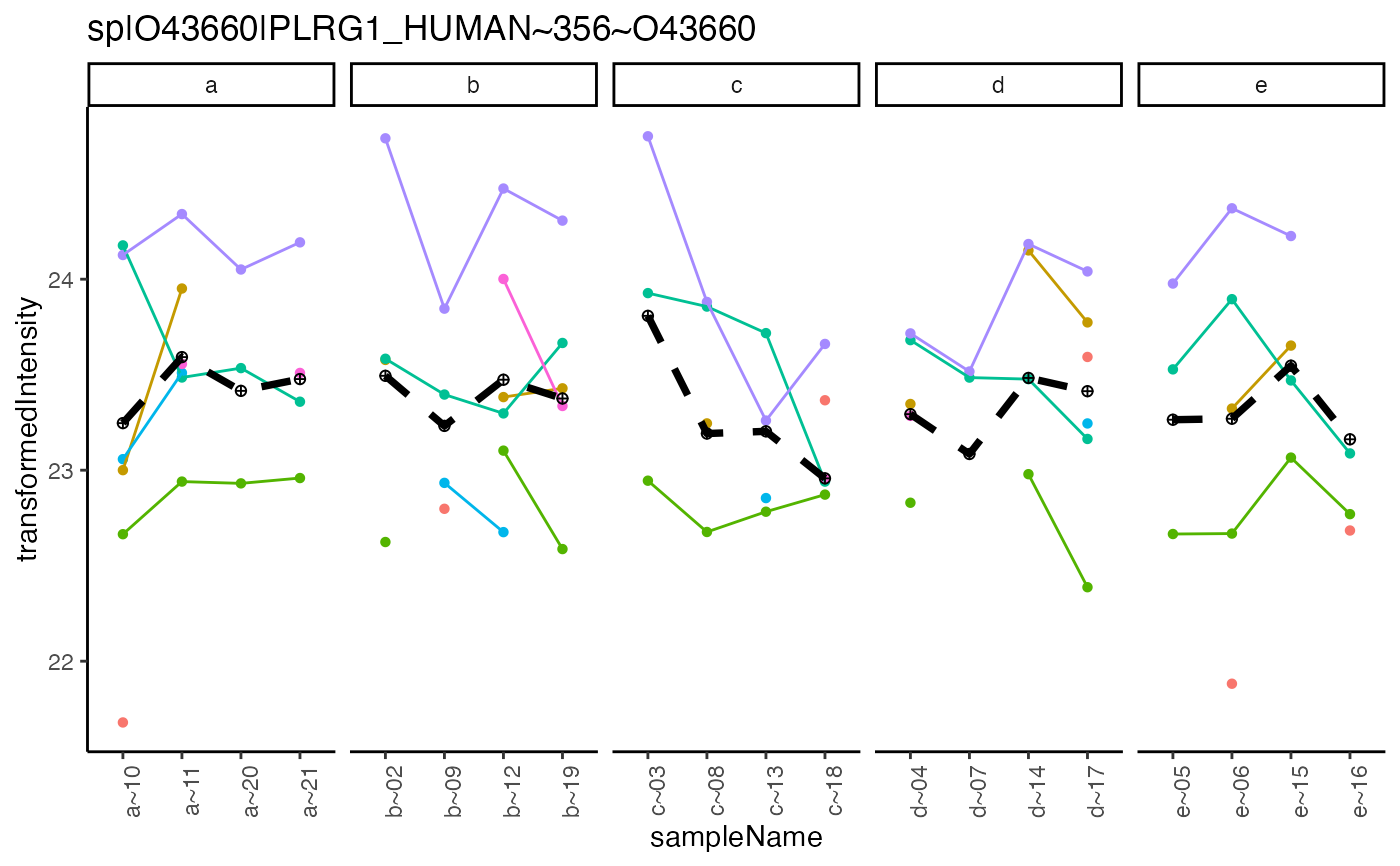 sp|O43660|PLRG1_HUMAN~356~O43660
a b c d e
transformedIntensity
24
23
22
a~10 a~11 a~20 a~21 b~02 b~09 b~12 b~19 c~03 c~08 c~13 c~18 d~04 d~07 d~14 d~17 e~05 e~06 e~15 e~16
sampleName